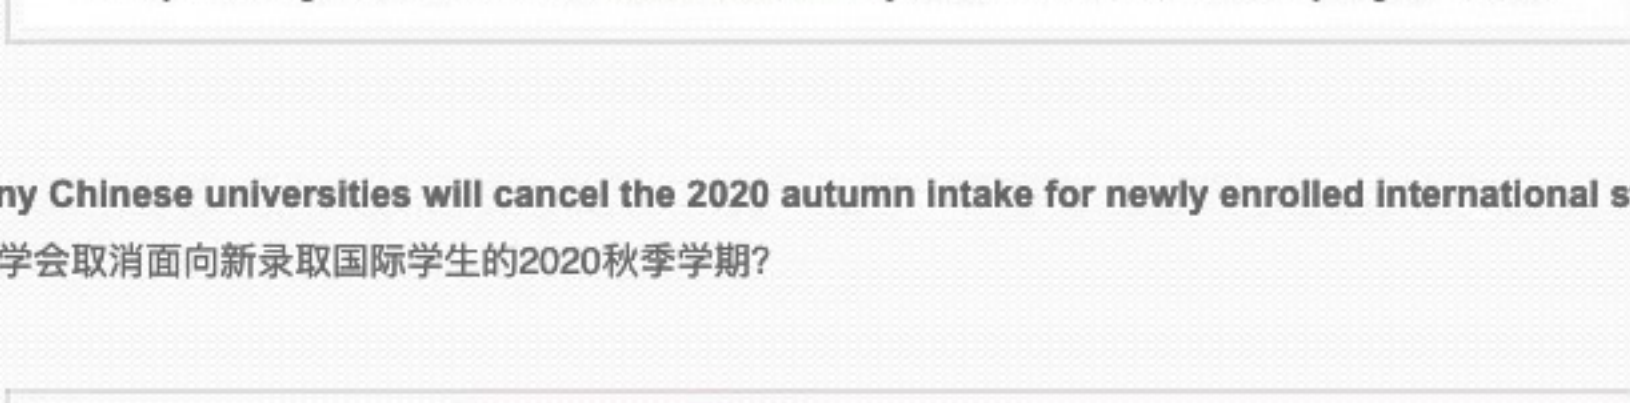 ny Chinese universities will cancel the 2020 autumn intake for newly enrolled international s
学会取消面向新录取国际学生的2020秋季学期?